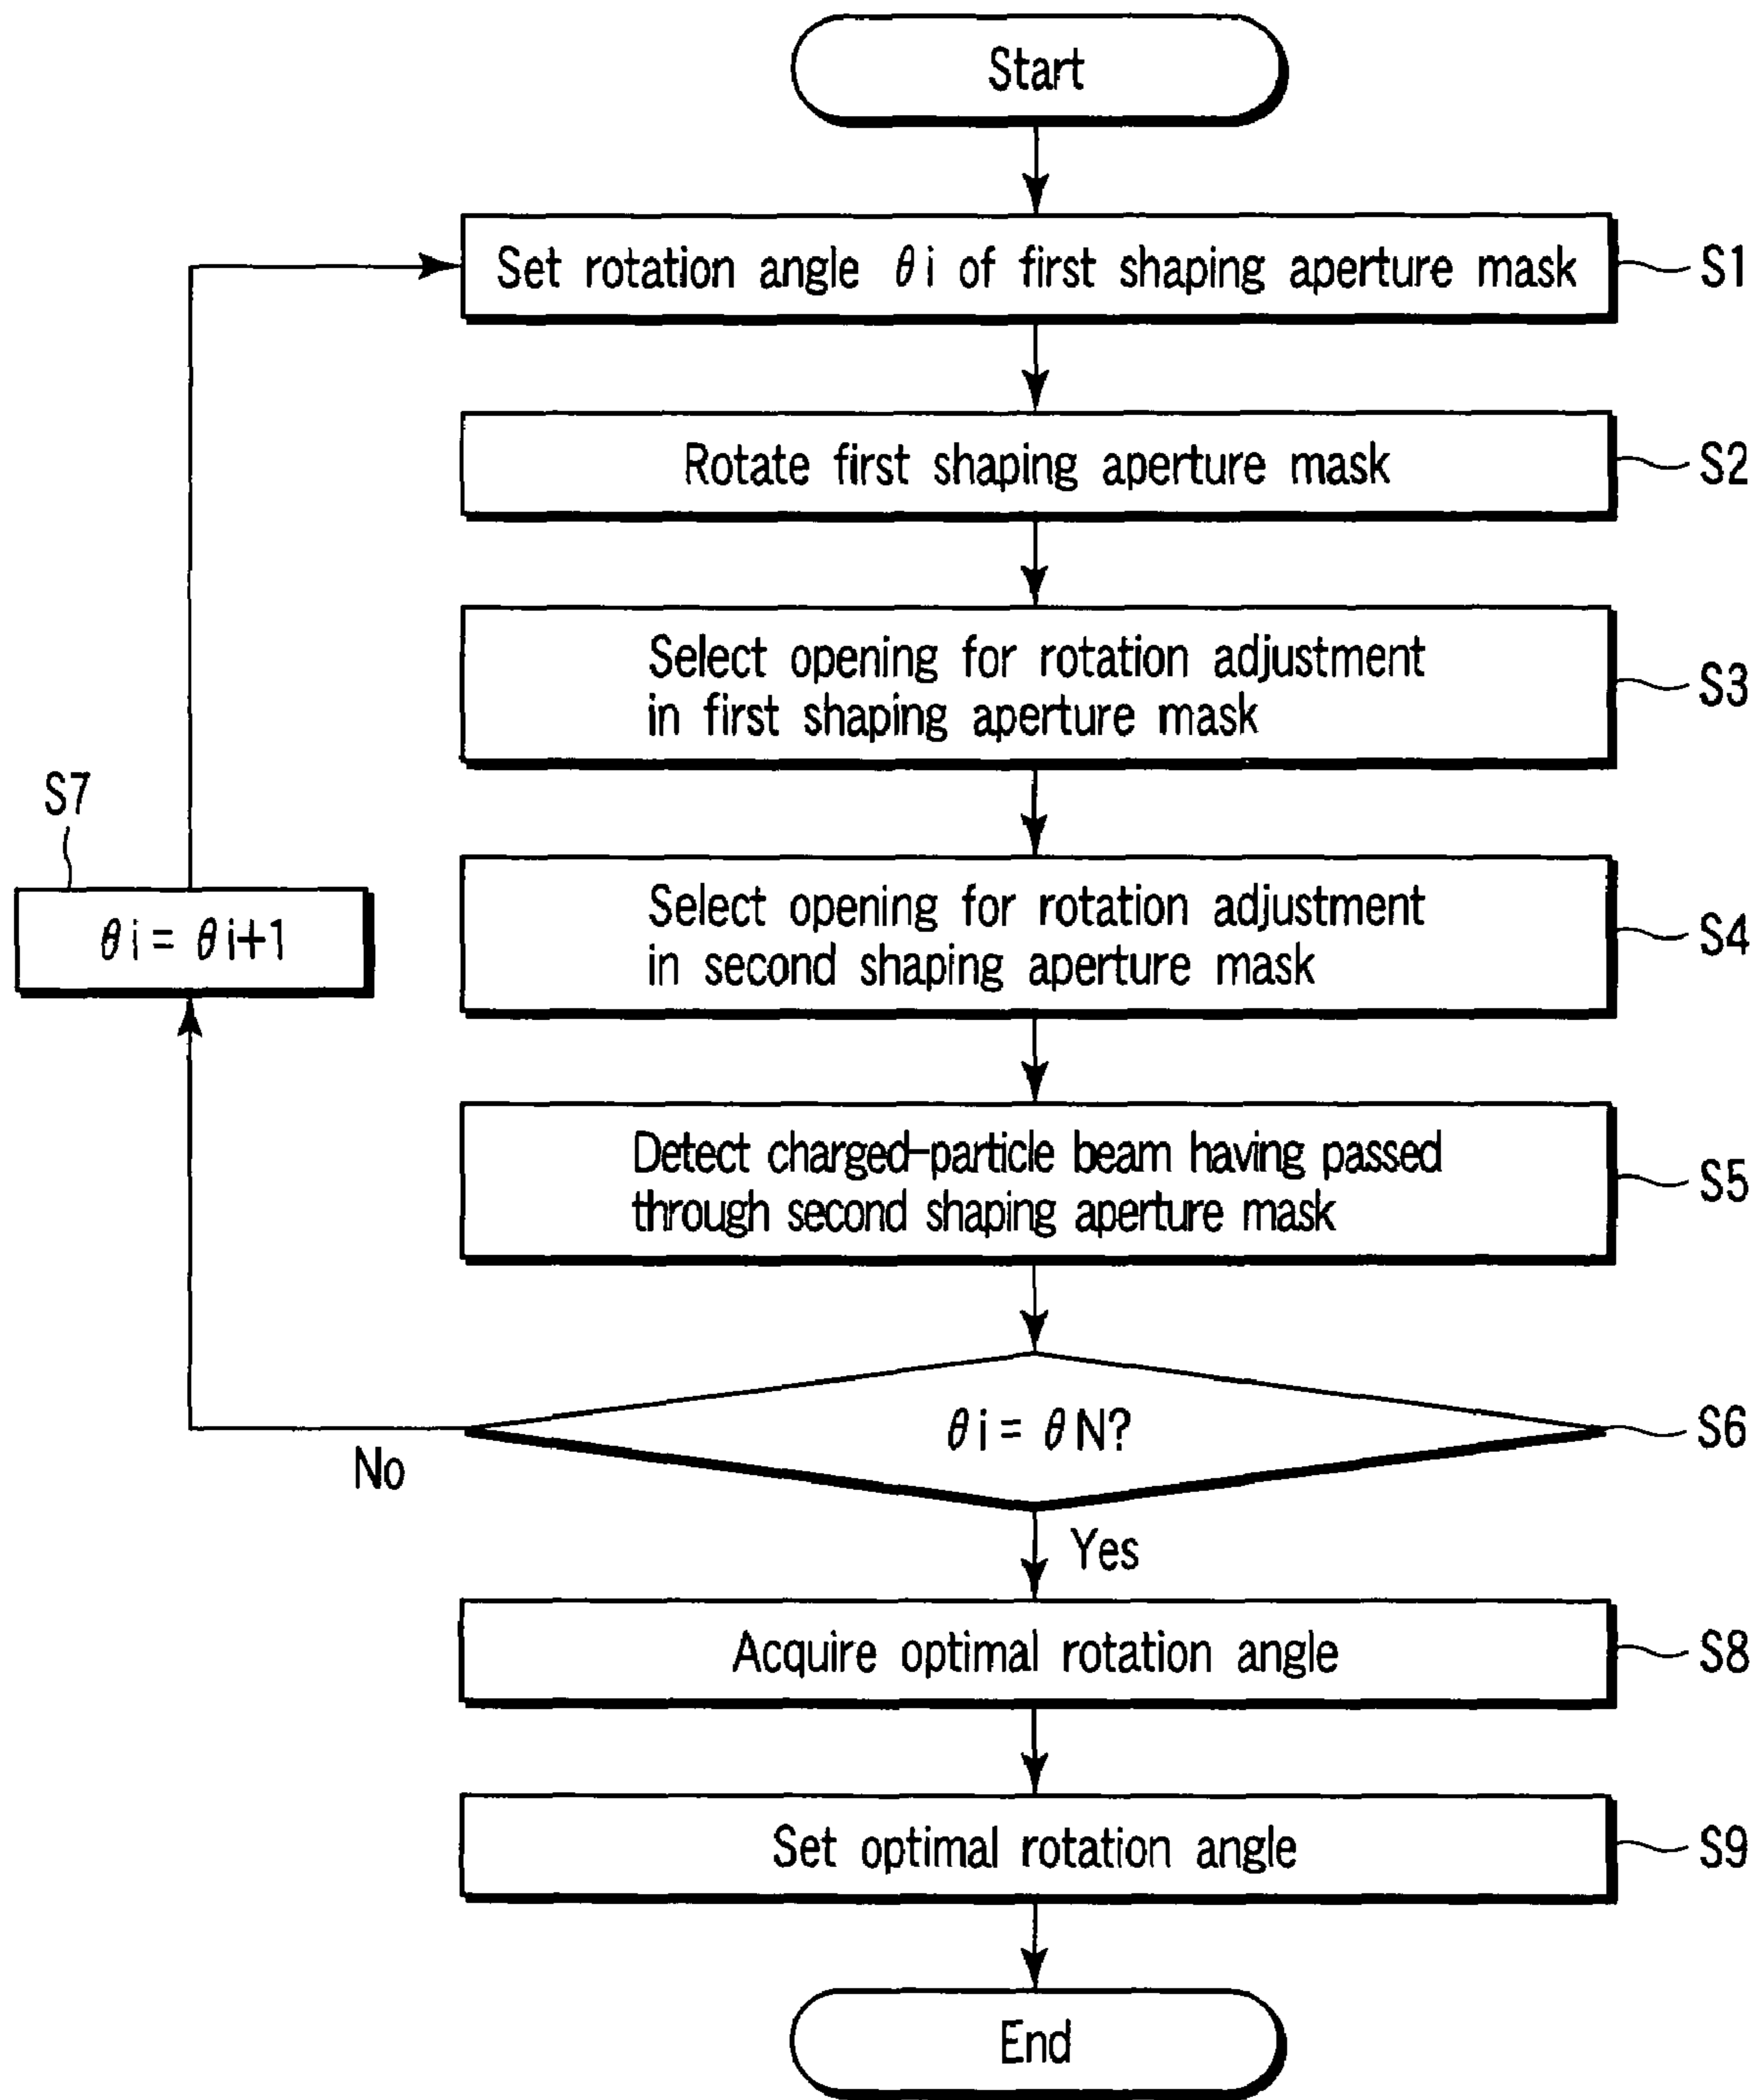 Start
Set rotation angle θi of first shaping aperture mask
S1
Rotate first shaping aperture mask
S2
Select opening for rotation adjustment
in first shaping aperture mask
S3
S7
θi = θi+1
Select opening for rotation adjustment
in second shaping aperture mask
S4
Detect charged-particle beam having passed
through second shaping aperture mask
S5
θi = θN?
S6
No
Yes
Acquire optimal rotation angle
S8
Set optimal rotation angle
S9
End